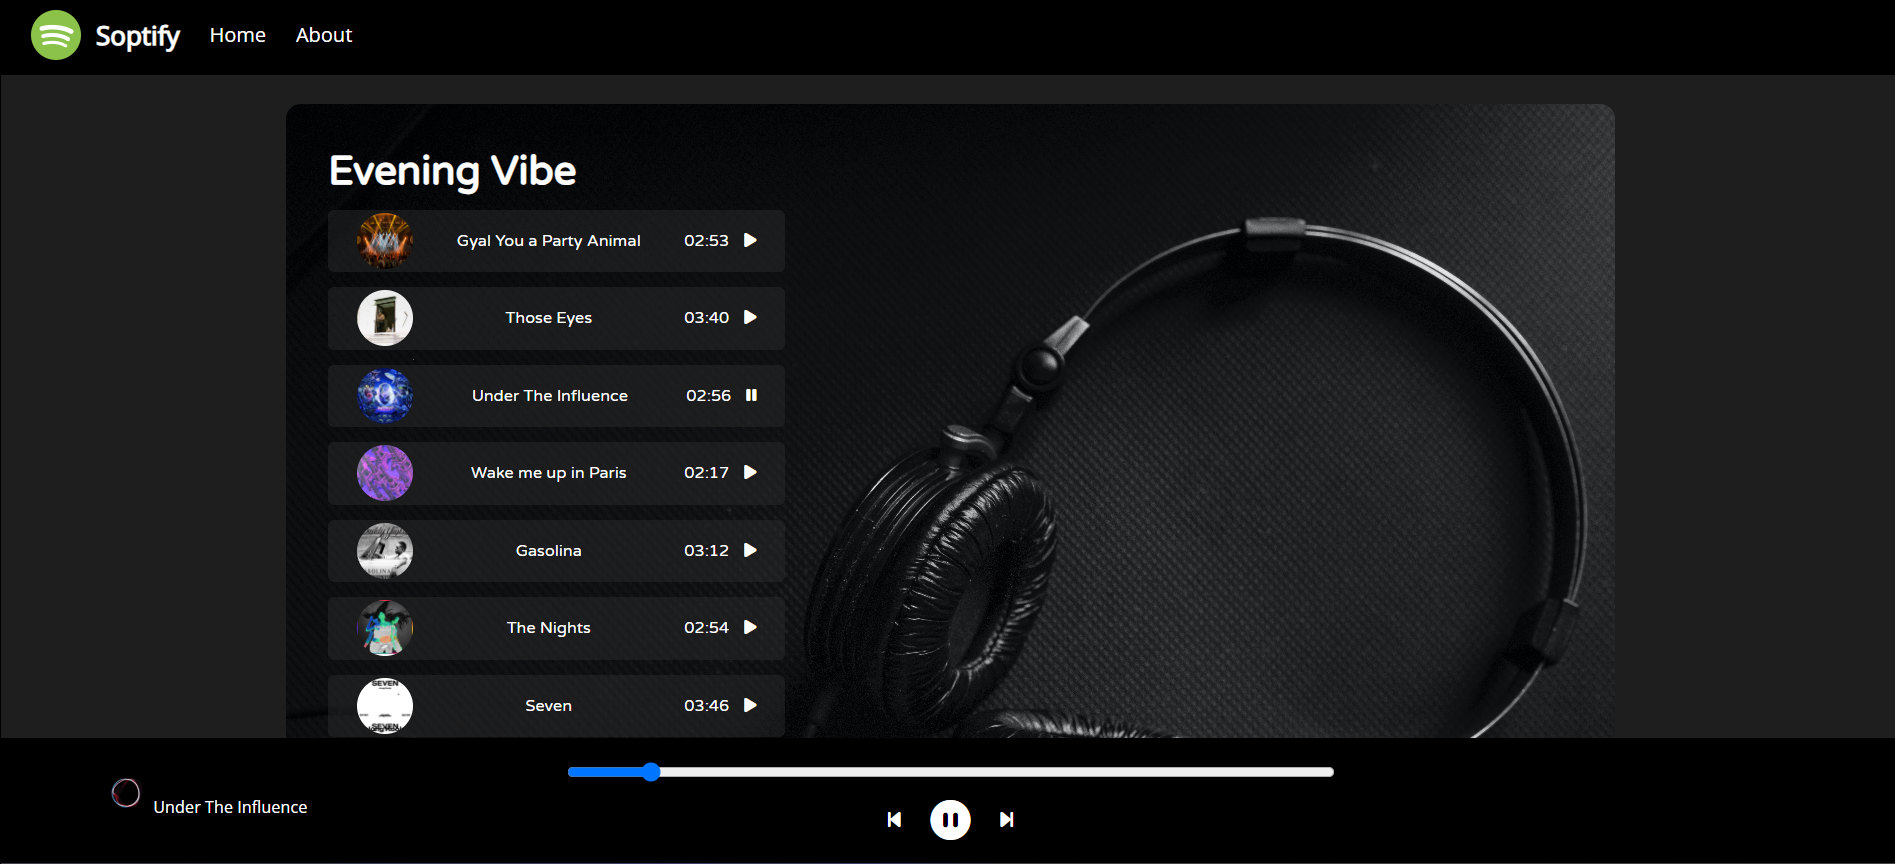 Soptify Home About
Evening Vibe
Gyal You a Party Animal 02:53
Those Eyes 03:40
Under The Influence 02:56
Wake me up in Paris 02:17
Gasolina 03:12
The Nights 02:54
SEVEN
Seven 03:46
SEVEN
Under The Influence